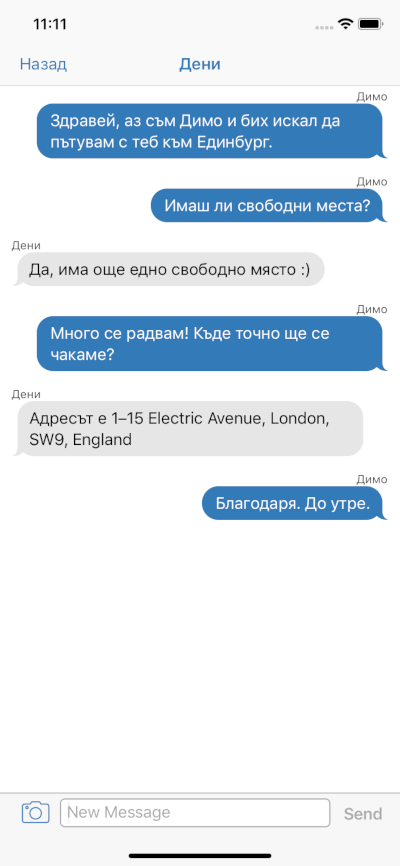 11:11
Назад
Дени
Димо
Здравей, аз съм Димо и бих искал да
пътувам с теб към Единбург.
Димо
Имаш ли свободни места?
Дени
Да, има още едно свободно място :)
Димо
Много се радвам! Къде точно ще се
чакаме?
Дени
Адресът е 1–15 Electric Avenue, London,
SW9, England
Димо
Благодаря. До утре.
New Message
Send